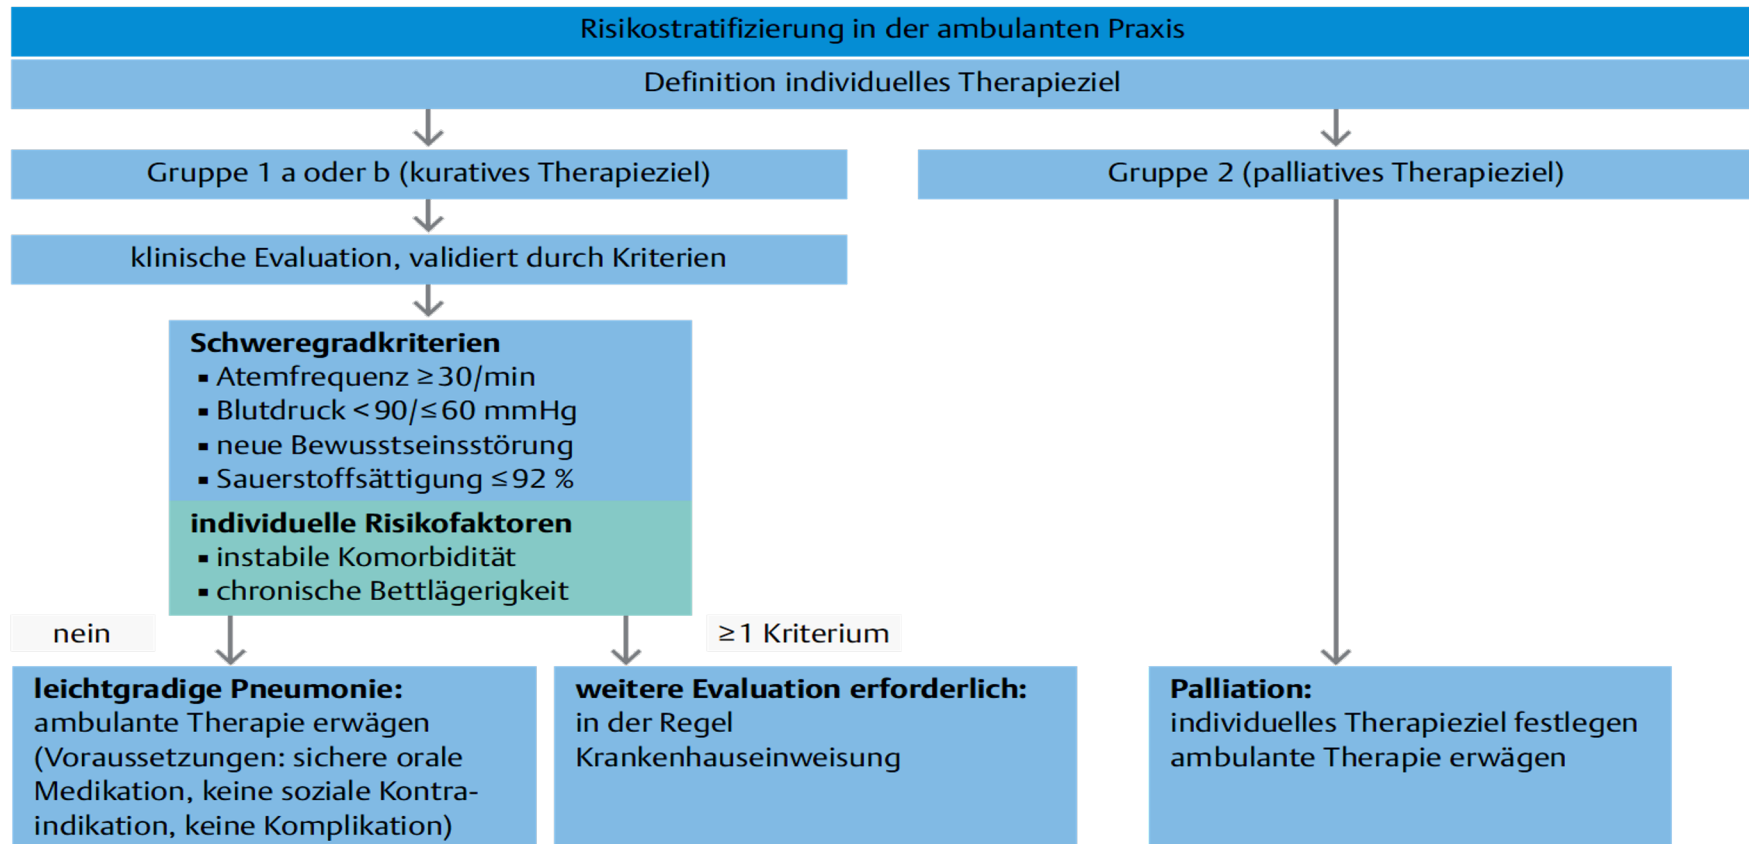 Risikostratifizierung in der ambulanten Praxis
Definition individuelles Therapieziel
Gruppe 1 a oder b (kuratives Therapieziel)
Gruppe 2 (palliatives Therapieziel)
klinische Evaluation, validiert durch Kriterien
Schweregradkriterien
▪ Atemfrequenz ≥30/min
▪ Blutdruck <90/≤60 mmHg
▪ neue Bewusstseinsstörung
▪ Sauerstoffsättigung ≤92 %
individuelle Risikofaktoren
▪ instabile Komorbidität
▪ chronische Bettlägerigkeit
nein
≥1 Kriterium
leichtgradige Pneumonie:
ambulante Therapie erwägen
(Voraussetzungen: sichere orale
Medikation, keine soziale Kontra-
indikation, keine Komplikation)
weitere Evaluation erforderlich:
in der Regel
Krankenhauseinweisung
Palliation:
individuelles Therapieziel festlegen
ambulante Therapie erwägen